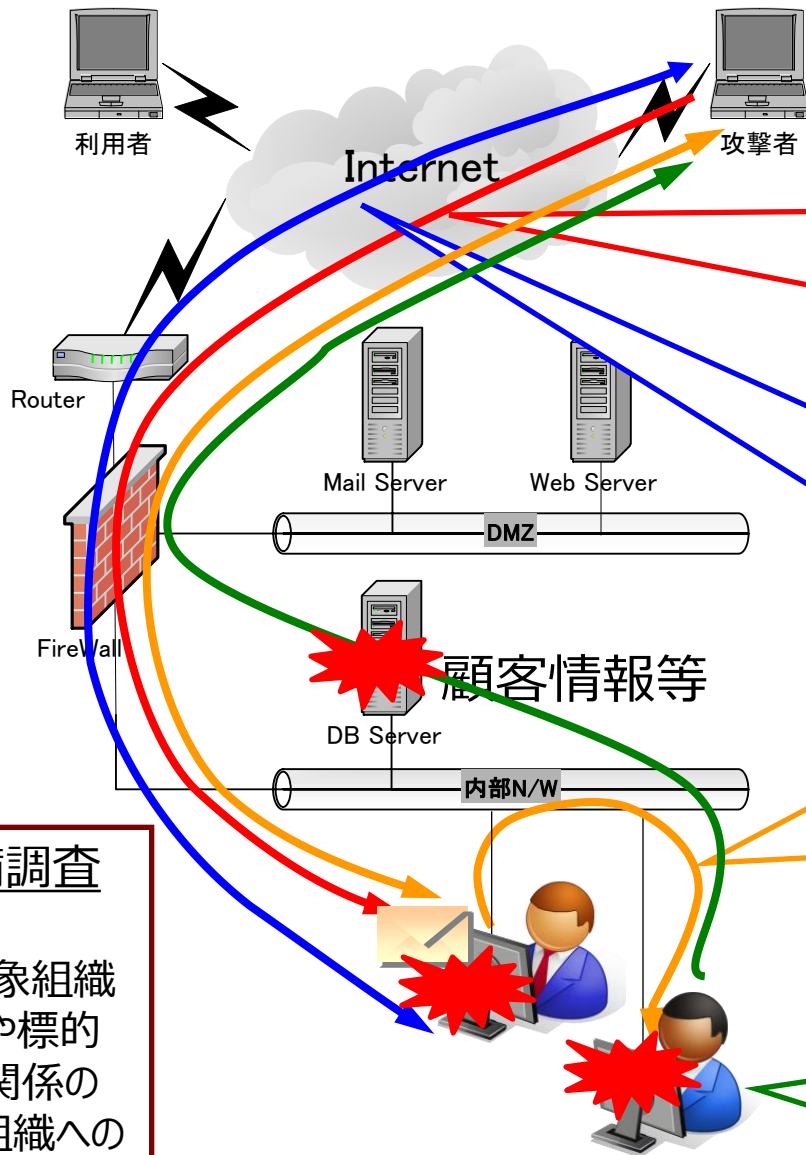 利用者
攻撃者
Internet
Router
Mail Server
Web Server
DMZ
FireWall
顧客情報等
DB Server
内部N/W
調査
象組織
や標的
関係の
組織への